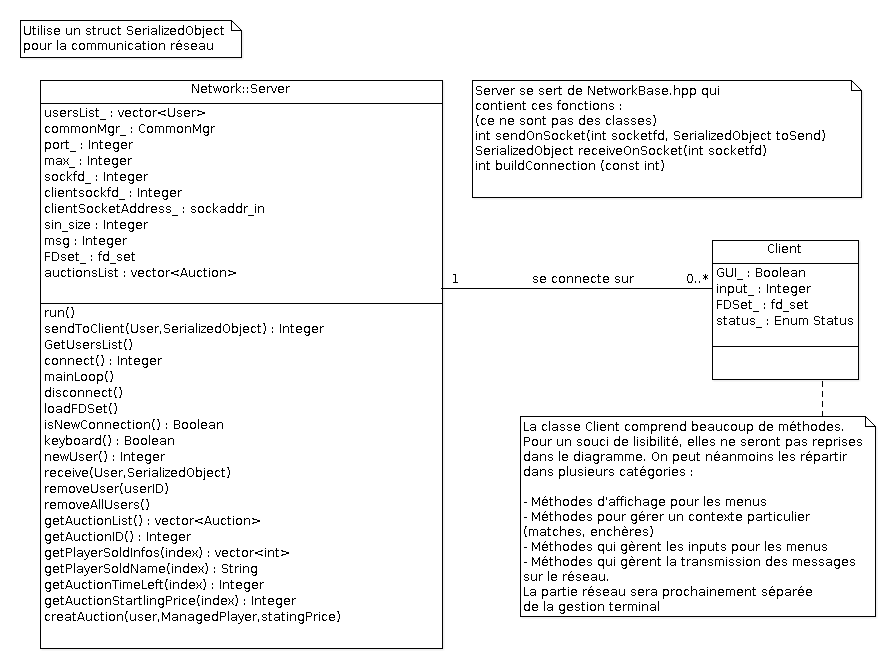 Utilise un struct SerializedObject
pour la communication réseau
Network::Server
usersList_ : vector<User>
commonMgr_ : CommonMgr
port_ : Integer
max_ : Integer
sockfd_ : Integer
clientsockfd_ : Integer
clientSocketAddress_ : sockaddr_in
sin_size : Integer
msg : Integer
FDset_ : fd_set
auctionsList : vector<Auction>
run()
sendToClient(User,SerializedObject) : Integer
GetUsersList()
connect() : Integer
mainLoop()
disconnect()
loadFDSet()
isNewConnection() : Boolean
keyboard() : Boolean
newUser() : Integer
receive(User,SerializedObject)
removeUser(userID)
removeAllUsers()
getAuctionList() : vector<Auction>
getAuctionID() : Integer
getPlayerSoldInfos(index) : vector<int>
getPlayerSoldName(index) : String
getAuctionTimeLeft(index) : Integer
getAuctionStartlingPrice(index) : Integer
creatAuction(user,ManagedPlayer,statingPrice)
Server se sert de NetworkBase.hpp qui
contient ces fonctions :
(ce ne sont pas des classes)
int sendOnSocket(int socketfd, SerializedObject toSend)
SerializedObject receiveOnSocket(int socketfd)
int buildConnection (const int)
1 se connecte sur 0..*
Client
GUI_ : Boolean
input_ : Integer
FDSet_ : fd_set
status_ : Enum Status
La classe Client comprend beaucoup de méthodes.
Pour un souci de lisibilité, elles ne seront pas reprises
dans le diagramme. On peut néanmoins les répartir
dans plusieurs catégories :
- Méthodes d'affichage pour les menus
- Méthodes pour gérer un contexte particulier
(matches, enchères)
- Méthodes qui gèrent les inputs pour les menus
- Méthodes qui gèrent la transmission des messages
sur le réseau.
La partie réseau sera prochainement séparée
de la gestion terminal